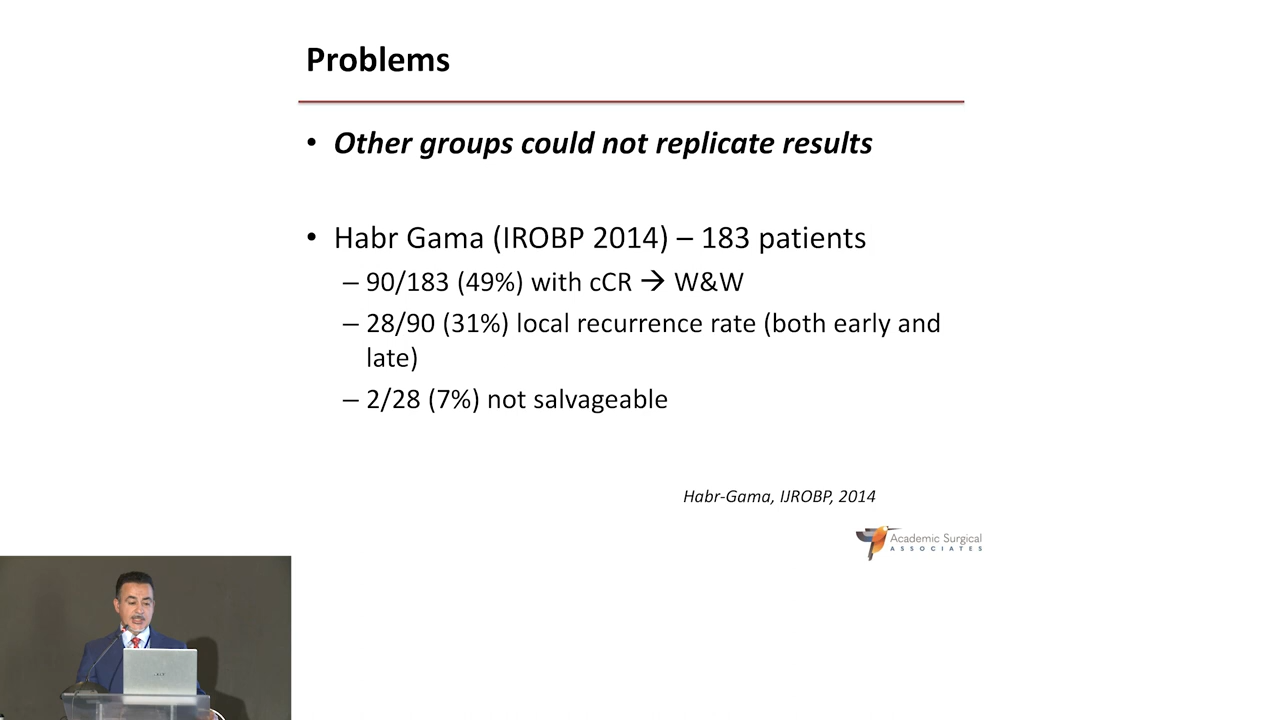 Problems
• Other groups could not replicate results
• Habr Gama (IROBP 2014) – 183 patients
– 90/183 (49%) with cCR → W&W
– 28/90 (31%) local recurrence rate (both early and
late)
– 2/28 (7%) not salvageable
Habr-Gama, IJROBP, 2014
Academic Surgical
ASSOCIATES